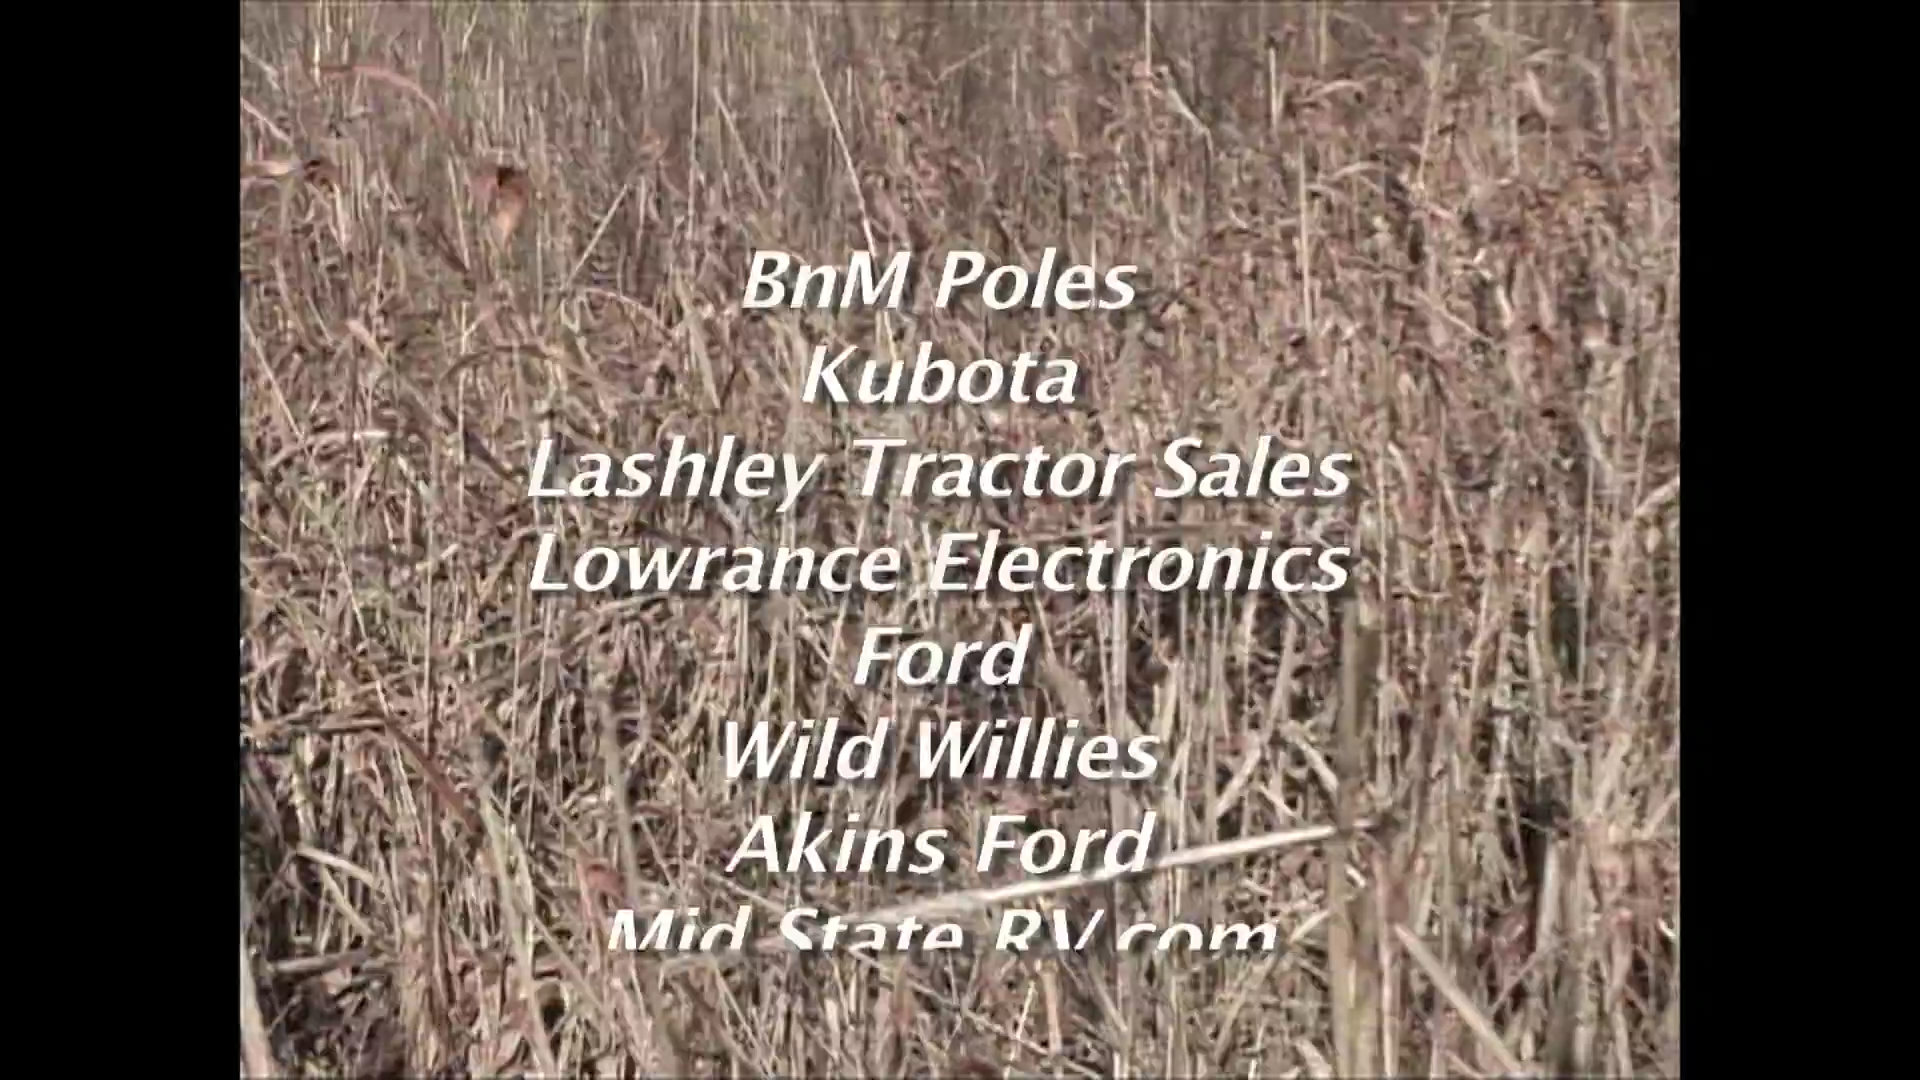 BnM Poles
Kubota
Lashley Tractor Sales
Lowrance Electronics
Ford
Wild Willies
Akins Ford
Mid State RV.com